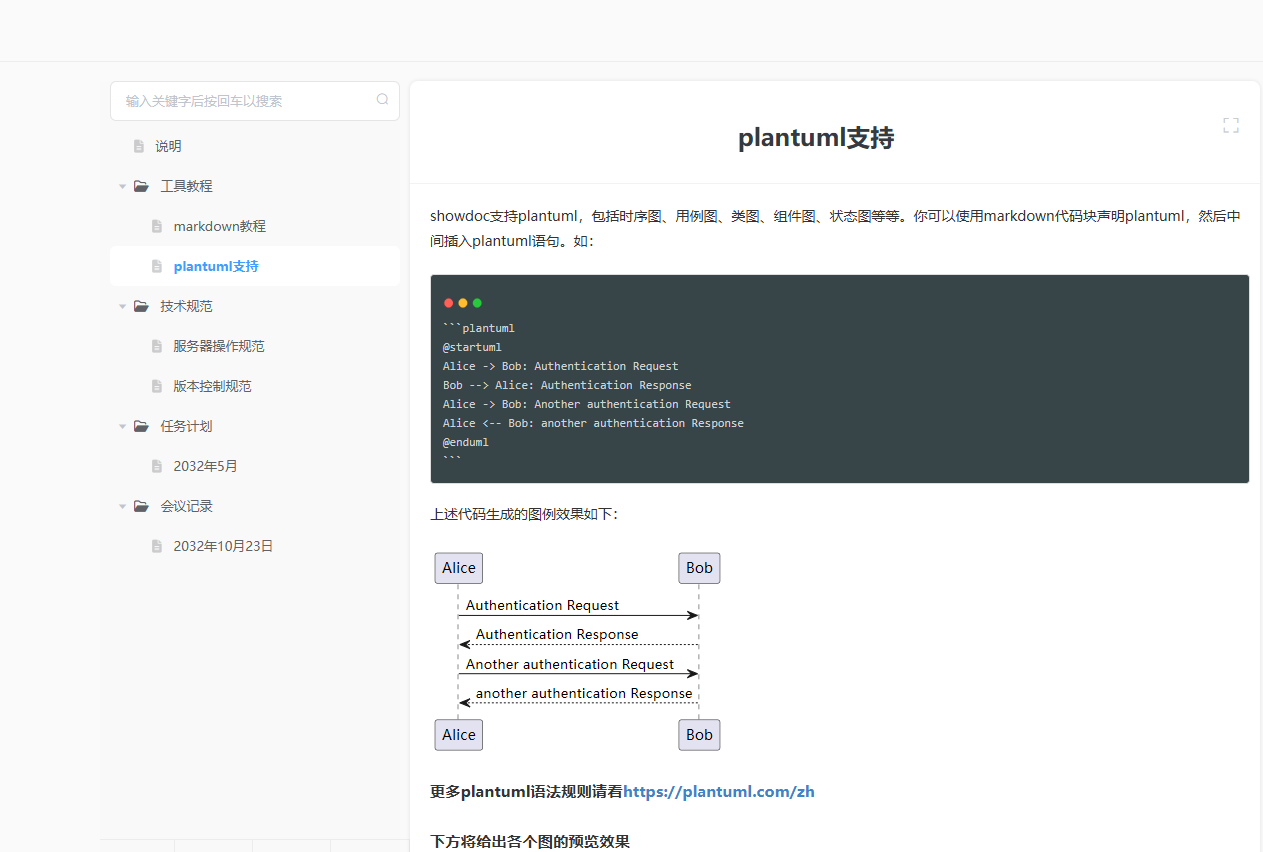 输入关键字后按回车以搜索
说明
工具教程
markdown教程
plantuml支持
技术规范
服务器操作规范
版本控制规范
任务计划
2032年5月
会议记录
2032年10月23日
plantuml支持
showdoc支持plantuml，包括时序图、用例图、类图、组件图、状态图等等。你可以使用markdown代码块声明plantuml，然后中
间插入plantuml语句。如：
```plantuml
@startuml
Alice -> Bob: Authentication Request
Bob --> Alice: Authentication Response
Alice -> Bob: Another authentication Request
Alice <-- Bob: another authentication Response
@enduml
```
上述代码生成的图例效果如下：
Alice Bob
Authentication Request
Authentication Response
Another authentication Request
another authentication Response
Alice Bob
更多plantuml语法规则请看https://plantuml.com/zh
下方将给出各个图的预览效果